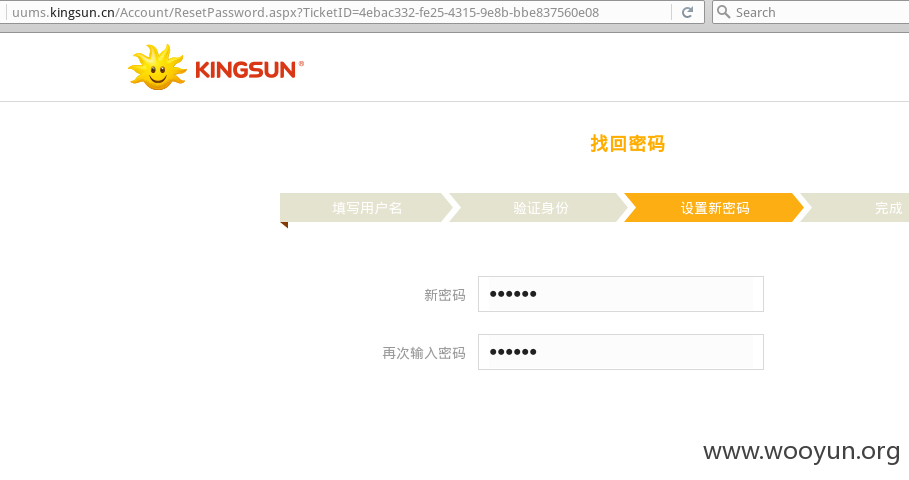 uums.kingsun.cn/Account/ResetPassword.aspx?TicketID=4ebac332-fe25-4315-9e8b-bbe837560e08
Search
KINGSUN®
找回密码
填写用户名
验证身份
设置新密码
完成
新密码 ●●●●●●
再次输入密码 ●●●●●●
www.wooyun.org